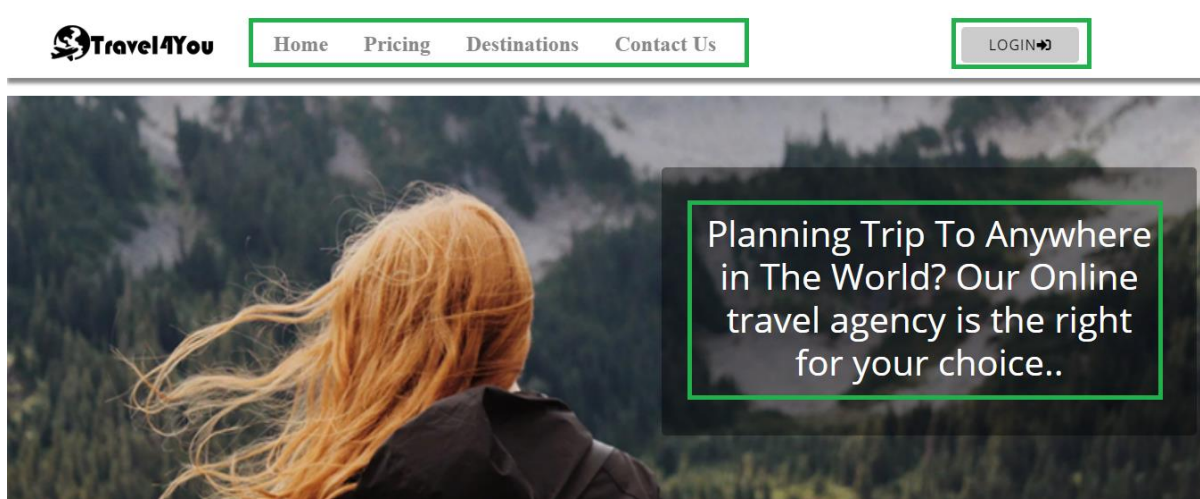 Travel4You
Home Pricing Destinations Contact Us
LOGIN
Planning Trip To Anywhere
in The World? Our Online
travel agency is the right
for your choice..